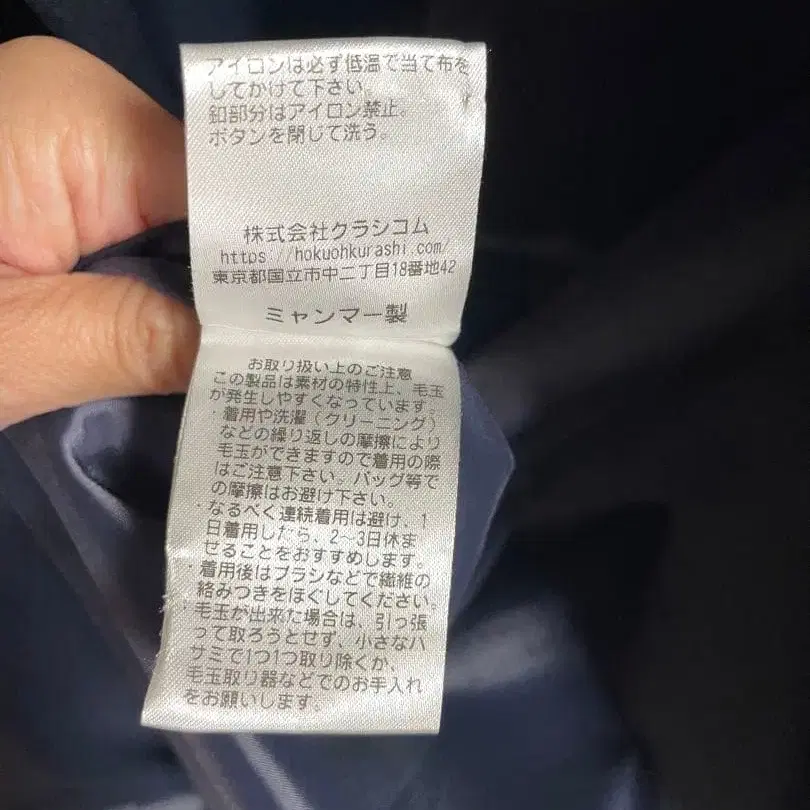 アイロンは必ず低温で当て布を
してかけて下さい。
釦部分はアイロン禁止。
ボタンを閉じて洗う。
株式会社クラシコム
https://hokuohkurashi.com/
東京都国立市中二丁目18番地42
ミャンマー製
お取り扱い上のご注意
この製品は素材の特性上、毛玉
が発生しやすくなっています。
・着用や洗濯（クリーニング）
などの繰り返しの摩擦により
毛玉ができますので着用の際
はご注意下さい。バッグ等で
の摩擦はお避け下さい。
・なるべく連続着用は避け、1
日着用したら、2～3日休ま
せることをおすすめします。
・着用後はブラシなどで繊維の
絡みつきをほぐしてください。
・毛玉が出来た場合は、引っ張
って取ろうとせず、小さなハ
サミで1つ1つ取り除くか、
毛玉取り器などでのお手入れ
をお願いします。